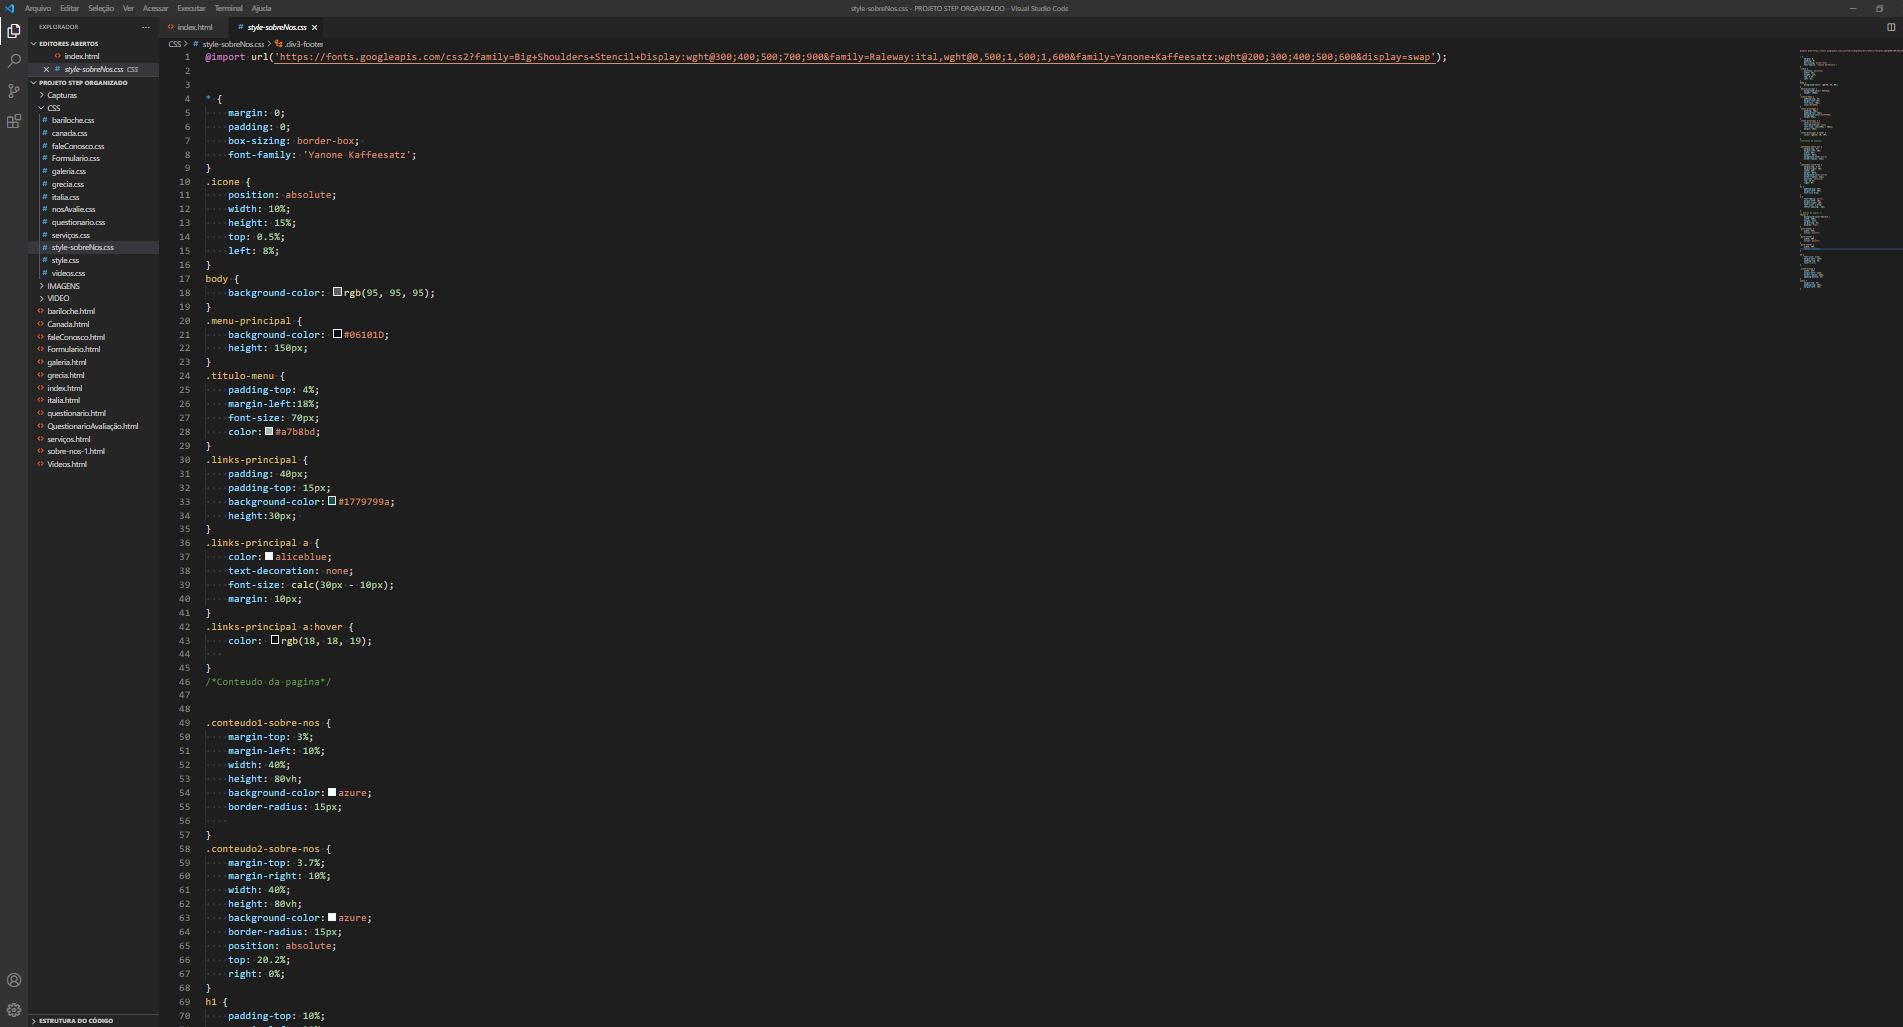 Arquivo Editar Seleção Ver Acessar Executar Terminal Ajuda
style-sobreNos.css - PROJETO STEP ORGANIZADO - Visual Studio Code
EXPLORADOR ...
EDITORES ABERTOS
index.html
style-sobreNos.css CSS
PROJETO STEP ORGANIZADO
Capturas
CSS
# bariloche.css
# canada.css
# faleConosco.css
# Formulario.css
# galeria.css
# grecia.css
# italia.css
# nosAvalie.css
# questionario.css
# serviços.css
# style-sobreNos.css
# style.css
# videos.css
IMAGENS
VIDEO
bariloche.html
Canada.html
faleConosco.html
Formulario.html
galeria.html
grecia.html
index.html
italia.html
questionario.html
QuestionarioAvaliação.html
serviços.html
sobre-nos-1.html
Videos.html
ESTRUTURA DO CÓDIGO
index.html # style-sobreNos.css
CSS > # style-sobreNos.css > .div3-footer
1 @import url('https://fonts.googleapis.com/css2?family=Big+Shoulders+Stencil+Display:wght@300;400;500;700;900&family=Raleway:ital,wght@0,500;1,500;1,600&family=Yanone+Kaffeesatz:wght@200;300;400;500;600&display=swap');
2
3
4 * {
5 margin: 0;
6 padding: 0;
7 box-sizing: border-box;
8 font-family: 'Yanone Kaffeesatz';
9 }
10 .icone {
11 position: absolute;
12 width: 10%;
13 height: 15%;
14 top: 0.5%;
15 left: 8%;
16 }
17 body {
18 background-color: rgb(95, 95, 95);
19 }
20 .menu-principal {
21 background-color: #06101D;
22 height: 150px;
23 }
24 .titulo-menu {
25 padding-top: 4%;
26 margin-left:18%;
27 font-size: 70px;
28 color: #a7b8bd;
29 }
30 .links-principal {
31 padding: 40px;
32 padding-top: 15px;
33 background-color: #1779799a;
34 height:30px;
35 }
36 .links-principal a {
37 color: aliceblue;
38 text-decoration: none;
39 font-size: calc(30px - 10px);
40 margin: 10px;
41 }
42 .links-principal a:hover {
43 color: rgb(18, 18, 19);
44
45 }
46 /*Conteudo da pagina*/
47
48
49 .conteudo1-sobre-nos {
50 margin-top: 3%;
51 margin-left: 10%;
52 width: 40%;
53 height: 80vh;
54 background-color: azure;
55 border-radius: 15px;
56
57 }
58 .conteudo2-sobre-nos {
59 margin-top: 3.7%;
60 margin-right: 10%;
61 width: 40%;
62 height: 80vh;
63 background-color: azure;
64 border-radius: 15px;
65 position: absolute;
66 top: 20.2%;
67 right: 0%;
68 }
69 h1 {
70 padding-top: 10%;